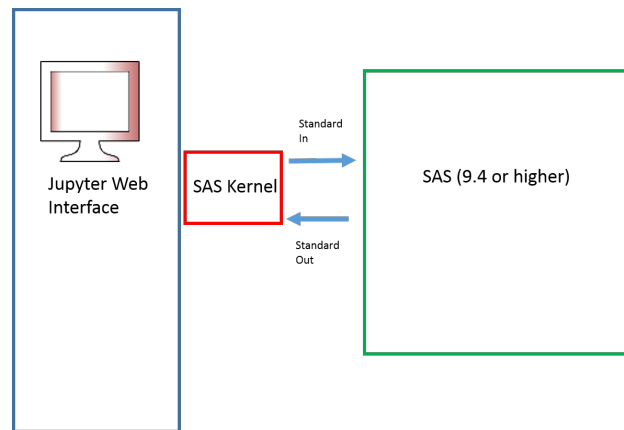 Jupyter Web
Interface
SAS Kernel
Standard
In
Standard
Out
SAS (9.4 or higher)